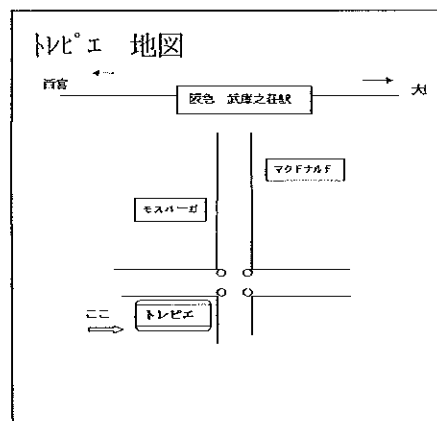 トレピエ 地図
西宮
阪急 武庫之荘駅
マクドナルド
モスバーガ
ここ
トレピエ